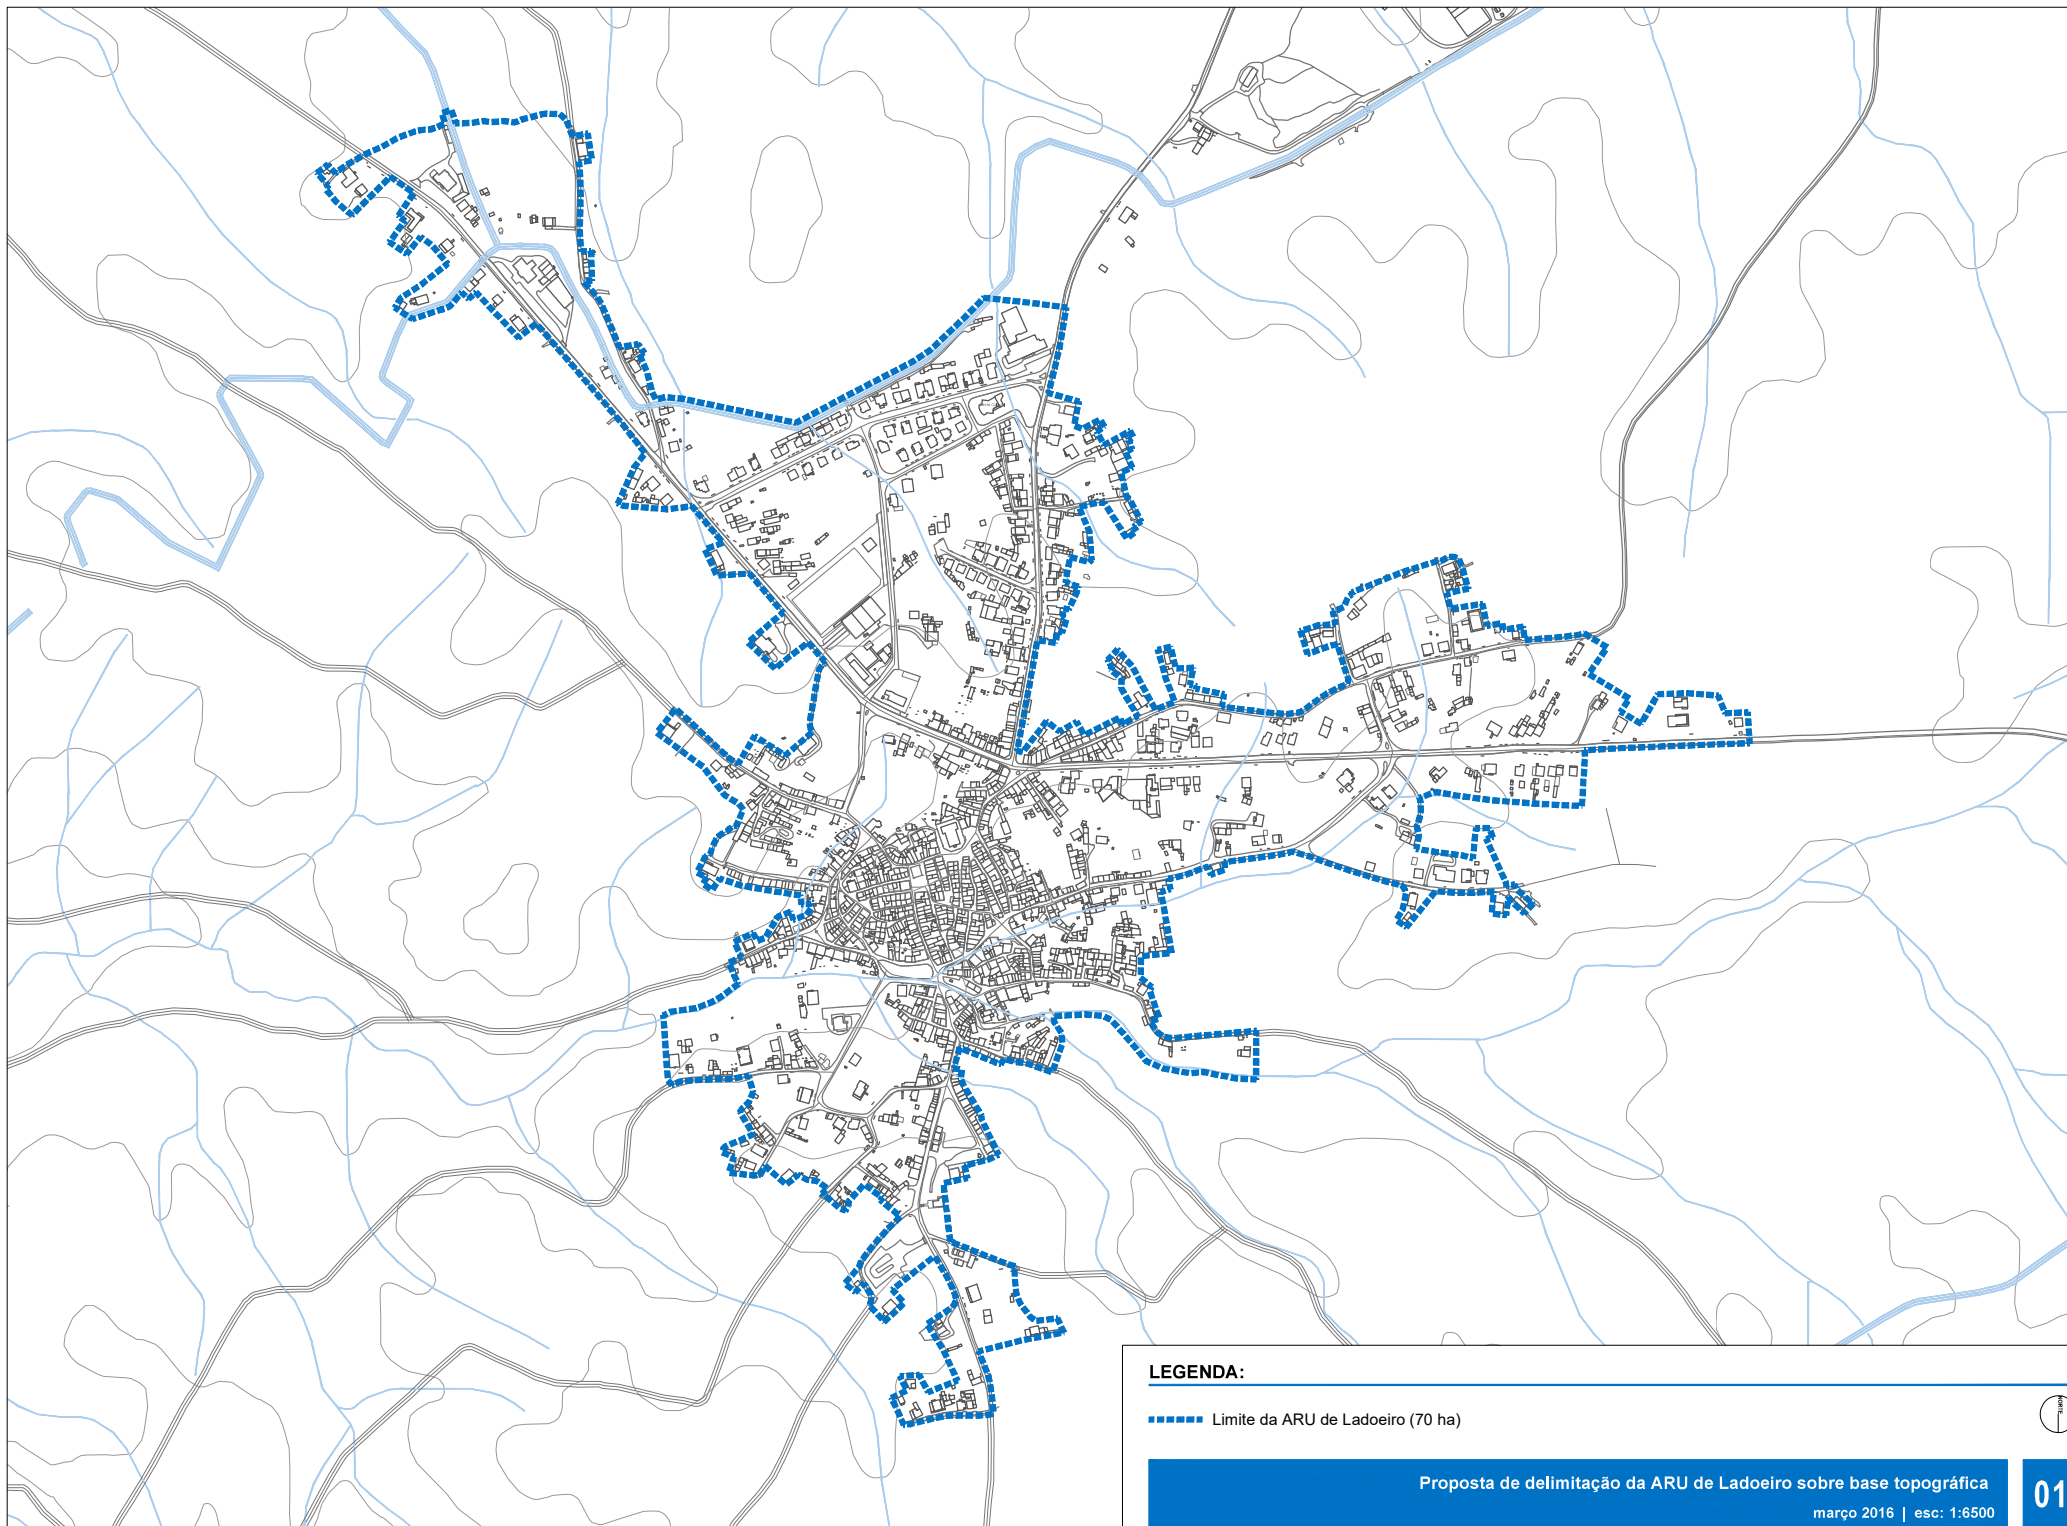 LEGENDA:
NORTE
Limite da ARU de Ladoeiro (70 ha)
Proposta de delimitação da ARU de Ladoeiro sobre base topográfica
01
março 2016 | esc: 1:6500